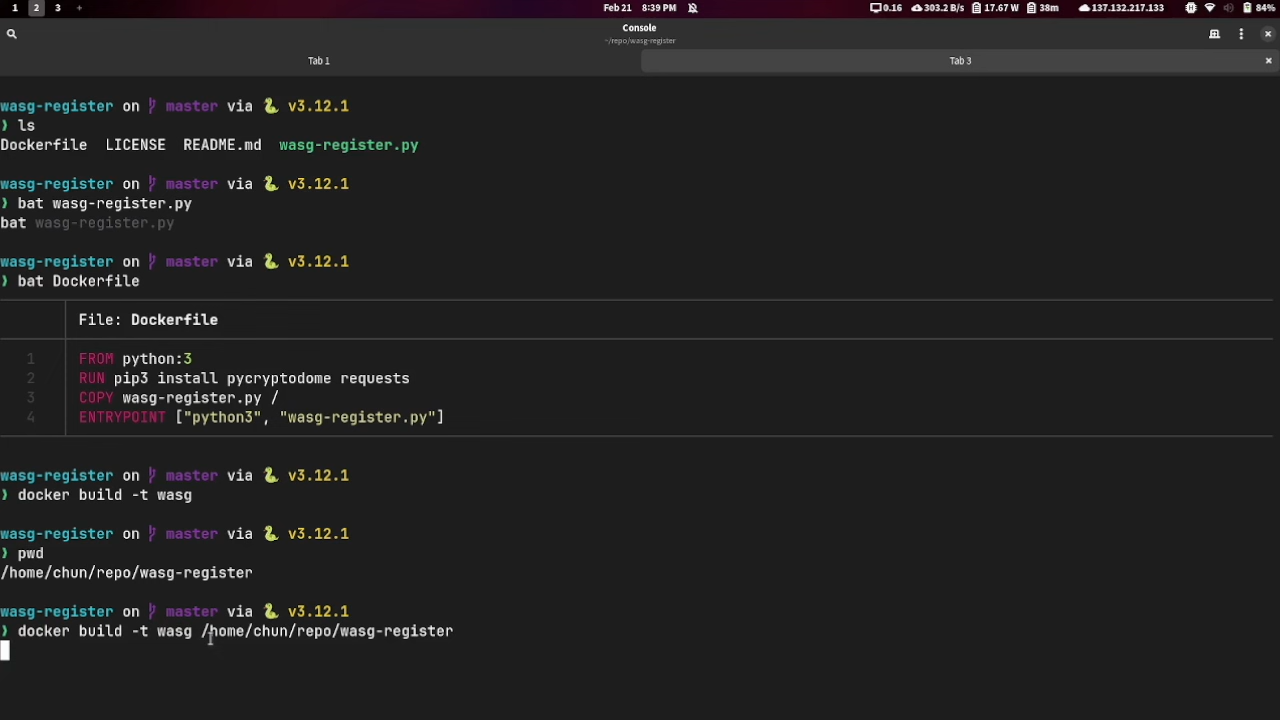 1 2 3 + Feb 21 8:39 PM 0.16 303.2 B/s 17.67 W 38m 137.132.217.133 84%
Console
~/repo/wasg-register
Tab 1 Tab 3
wasg-register on master via v3.12.1
❯ ls
Dockerfile LICENSE README.md wasg-register.py
wasg-register on master via v3.12.1
❯ bat wasg-register.py
bat wasg-register.py
wasg-register on master via v3.12.1
❯ bat Dockerfile
File: Dockerfile
1 FROM python:3
2 RUN pip3 install pycryptodome requests
3 COPY wasg-register.py /
4 ENTRYPOINT ["python3", "wasg-register.py"]
wasg-register on master via v3.12.1
❯ docker build -t wasg
wasg-register on master via v3.12.1
❯ pwd
/home/chun/repo/wasg-register
wasg-register on master via v3.12.1
❯ docker build -t wasg /home/chun/repo/wasg-register